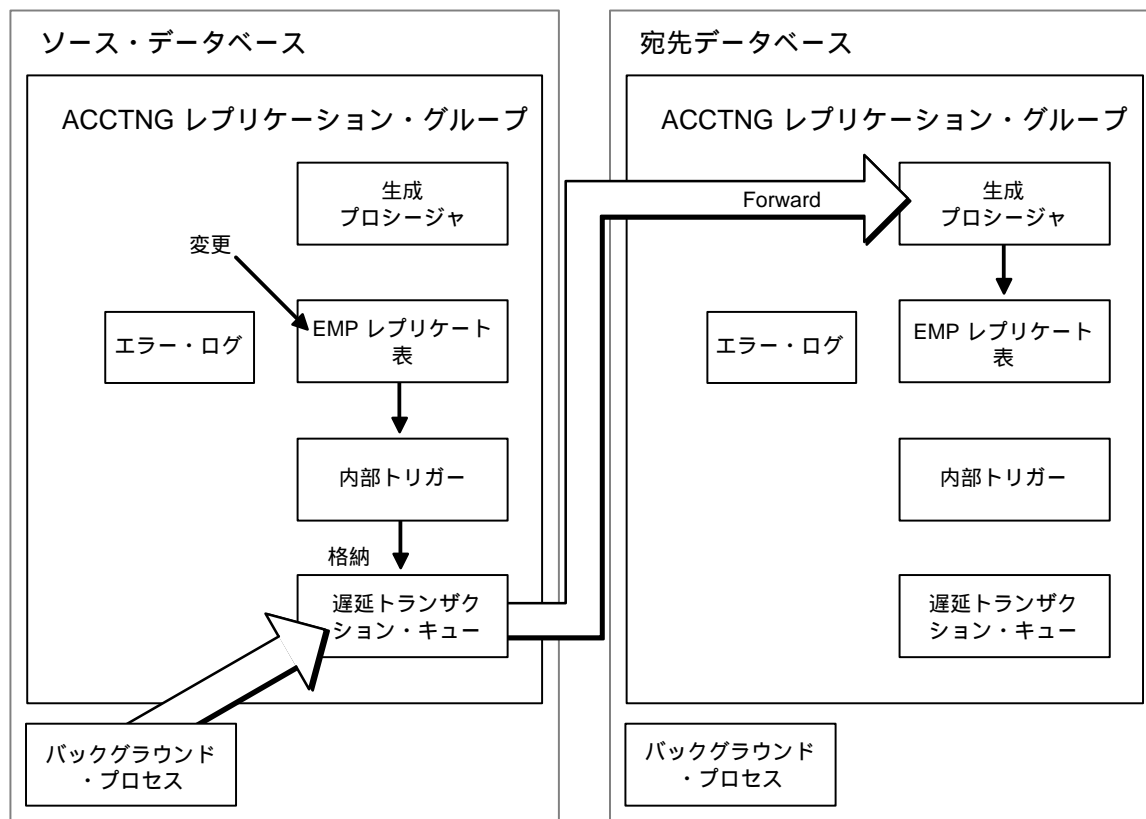 ソース・データベース
ACCTNG レプリケーション・グループ
生成
プロシージャ
変更
エラー・ログ
EMP レプリケート
表
内部トリガー
格納
遅延トランザク
ション・キュー
バックグラウンド
・プロセス
Forward
宛先データベース
ACCTNG レプリケーション・グループ
生成
プロシージャ
エラー・ログ
EMP レプリケート
表
内部トリガー
遅延トランザク
ション・キュー
バックグラウンド
・プロセス